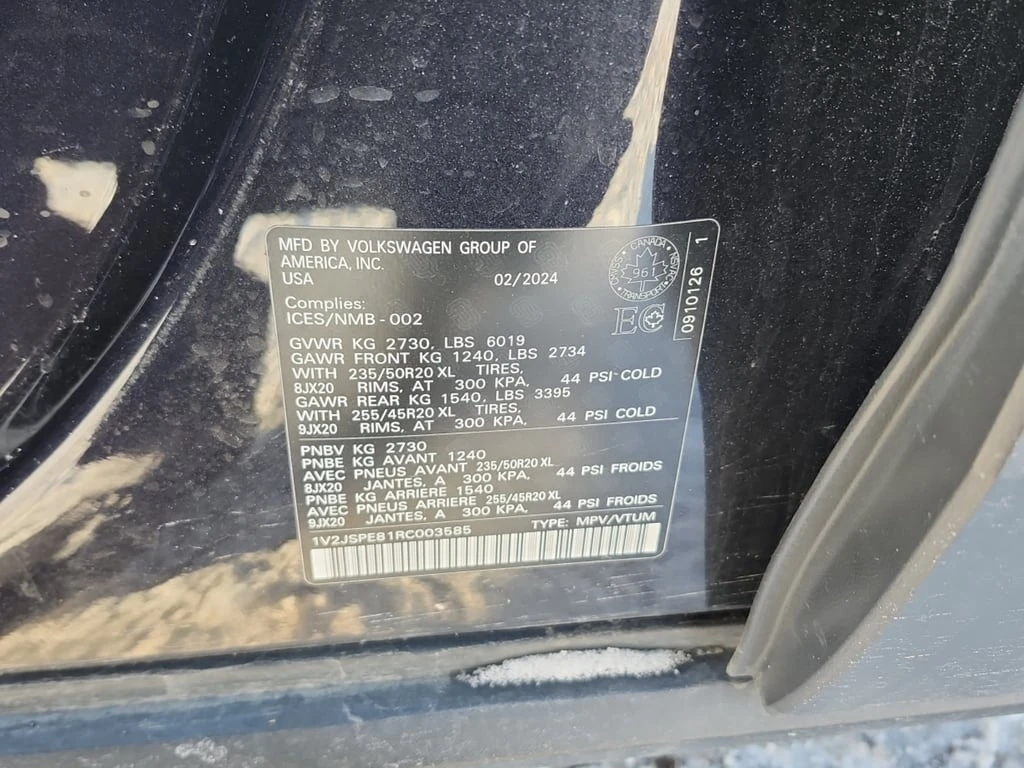 MFD BY VOLKSWAGEN GROUP OF
AMERICA, INC.
USA 02/2024
Complies:
ICES/NMB-002
GVWR KG 2730, LBS 6019
GAWR FRONT KG 1240, LBS 2734
WITH 235/50R20 XL TIRES,
8JX20 RIMS, AT 300 KPA, 44 PSI COLD
GAWR REAR KG 1540, LBS 3395
WITH 255/45R20 XL TIRES,
9JX20 RIMS, AT 300 KPA, 44 PSI COLD
PNBV KG 2730
PNBE KG AVANT 1240
AVEC PNEUS AVANT 235/50R20 XL
8JX20 JANTES, A 300 KPA, 44 PSI FROIDS
PNBE KG ARRIERE 1540
AVEC PNEUS ARRIERE 255/45R20 XL
9JX20 JANTES, A 300 KPA, 44 PSI FROIDS
1V2JSPE81RC003585 TYPE: MPV/VTUM
CANADA
961
TRANSPORT
EC
0910126 1